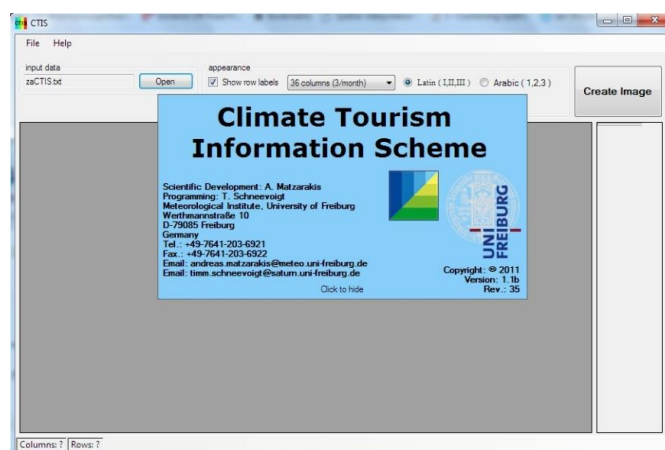 CTIS
File Help
input data
zaCTIS.txt
Open
appearance
Show row labels
36 columns (3/month)
Latin ( I,II,III )
Arabic ( 1,2,3 )
Create Image
Climate Tourism
Information Scheme
Scientific Development: A. Matzarakis
Programming: T. Schneevoigt
Meteorological Institute, University of Freiburg
Werthmannstraße 10
D-79085 Freiburg
Germany
Tel.: +49-7641-203-6921
Fax.: +49-7641-203-6922
Email: andreas.matzarakis@meteo.uni-freiburg.de
Email: timm.schneevoigt@saturn.uni-freiburg.de
Click to hide
UNI
FREIBURG
Copyright: © 2011
Version: 1.1b
Rev.: 35
Columns: ? Rows: ?